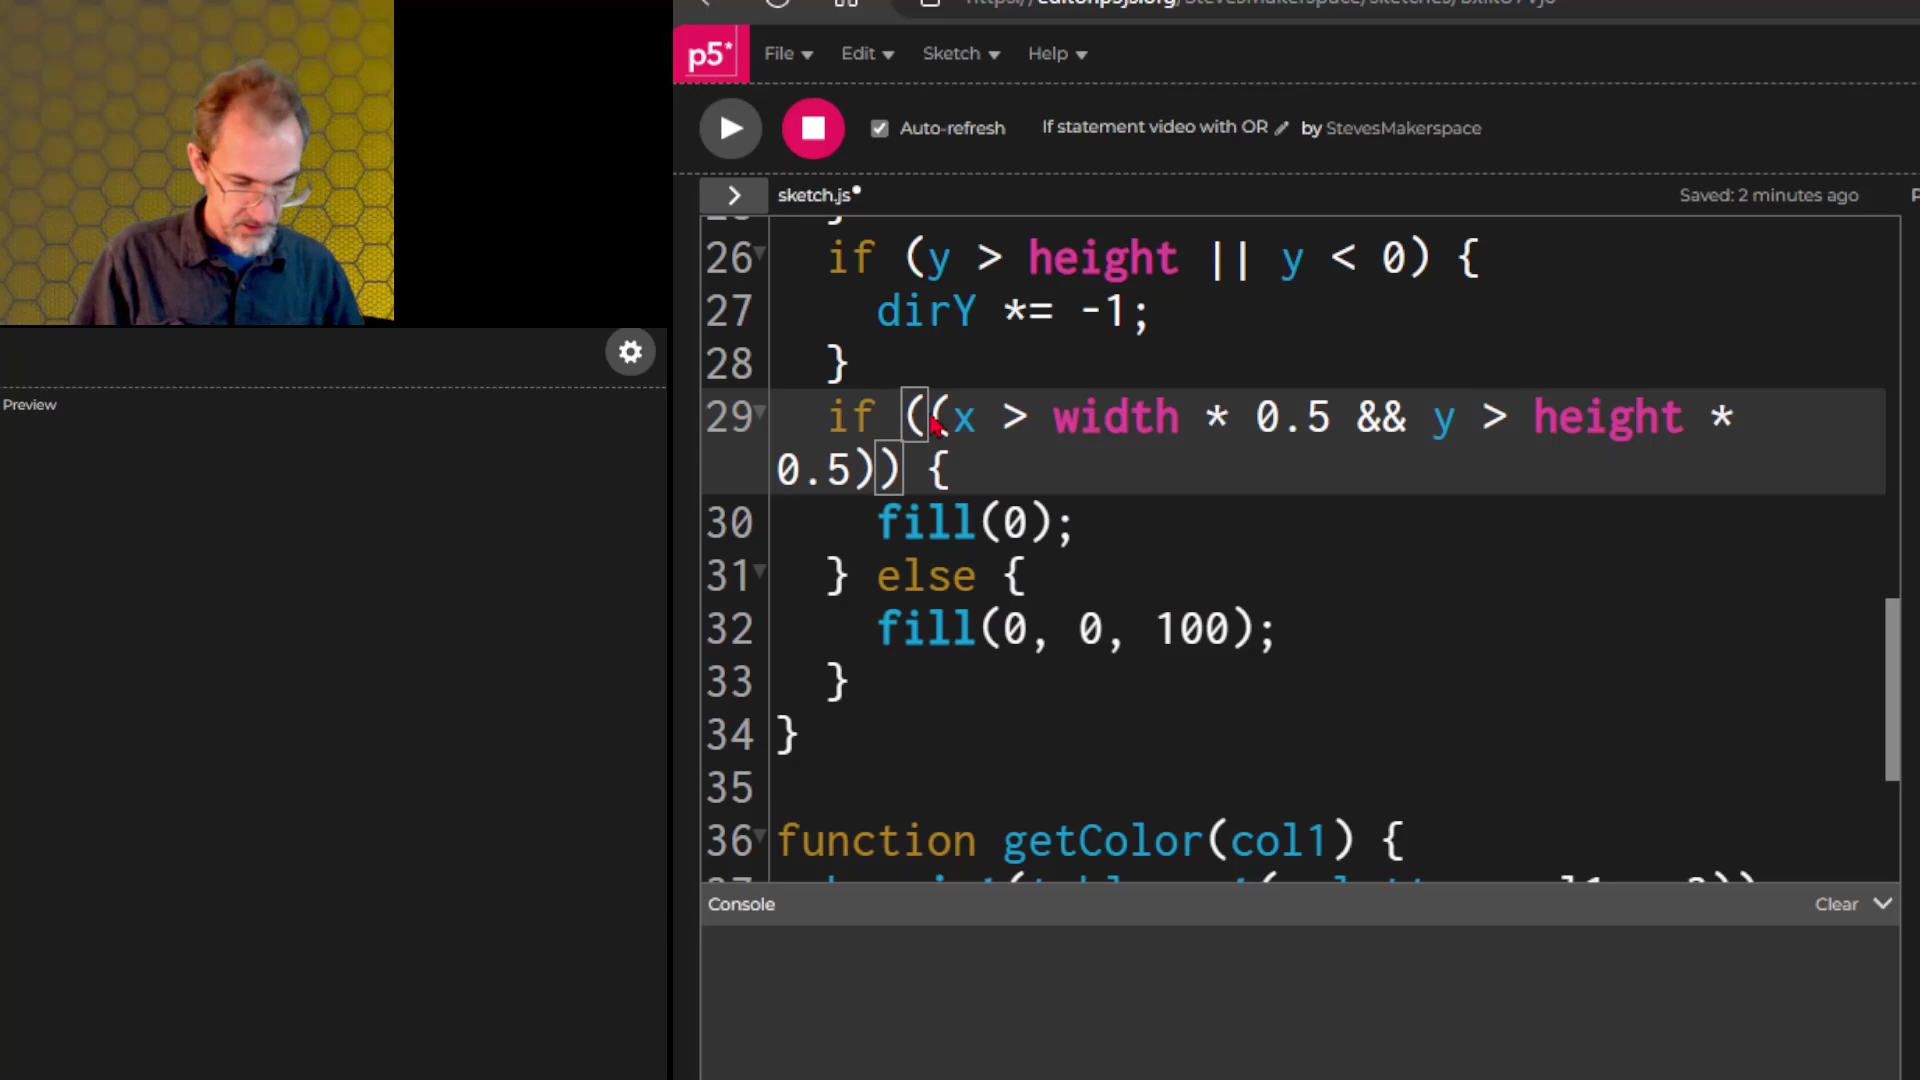 p5* File Edit Sketch Help
Auto-refresh If statement video with OR by StevesMakerspace
> sketch.js Saved: 2 minutes ago
Preview
26 if (y > height || y < 0) {
27 dirY *= -1;
28 }
29 if ((x > width * 0.5 && y > height *
0.5)) {
30 fill(0);
31 } else {
32 fill(0, 0, 100);
33 }
34 }
35
36 function getColor(col1) {
Console Clear